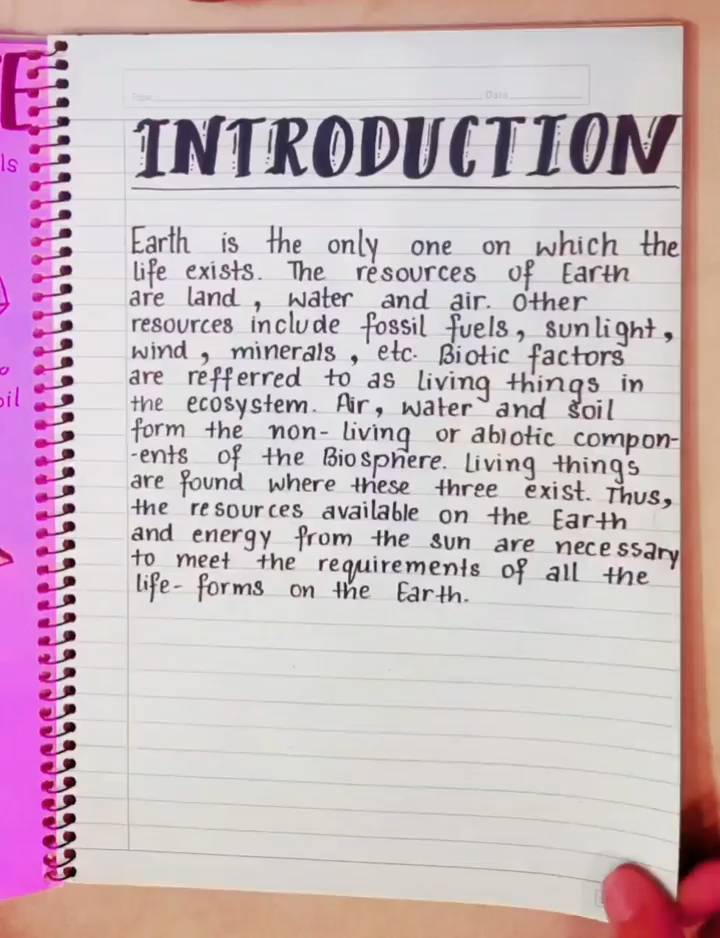 E
ls
oil
Title
Date
INTRODUCTION
Earth is the only one on which the
life exists. The resources of Earth
are land, water and air. Other
resources include fossil fuels, sunlight,
wind, minerals, etc. Biotic factors
are refferred to as living things in
the ecosystem. Air, water and soil
form the non-living or abiotic compon-
-ents of the Biosphere. Living things
are found where these three exist. Thus,
the resources available on the Earth
and energy from the sun are necessary
to meet the requirements of all the
life-forms on the Earth.